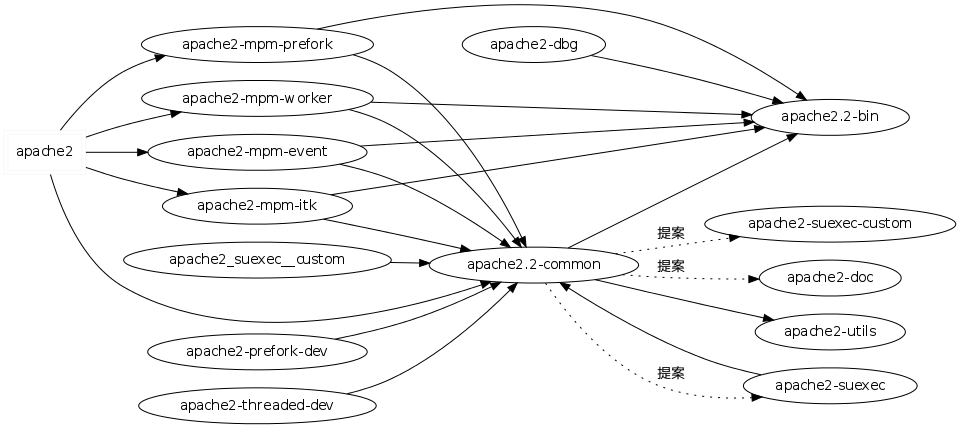 apache2
apache2-mpm-prefork
apache2-mpm-worker
apache2-mpm-event
apache2-mpm-itk
apache2_suexec__custom
apache2-prefork-dev
apache2-threaded-dev
apache2-dbg
apache2.2-common
apache2.2-bin
提案
apache2-suexec-custom
提案
apache2-doc
apache2-utils
提案
apache2-suexec